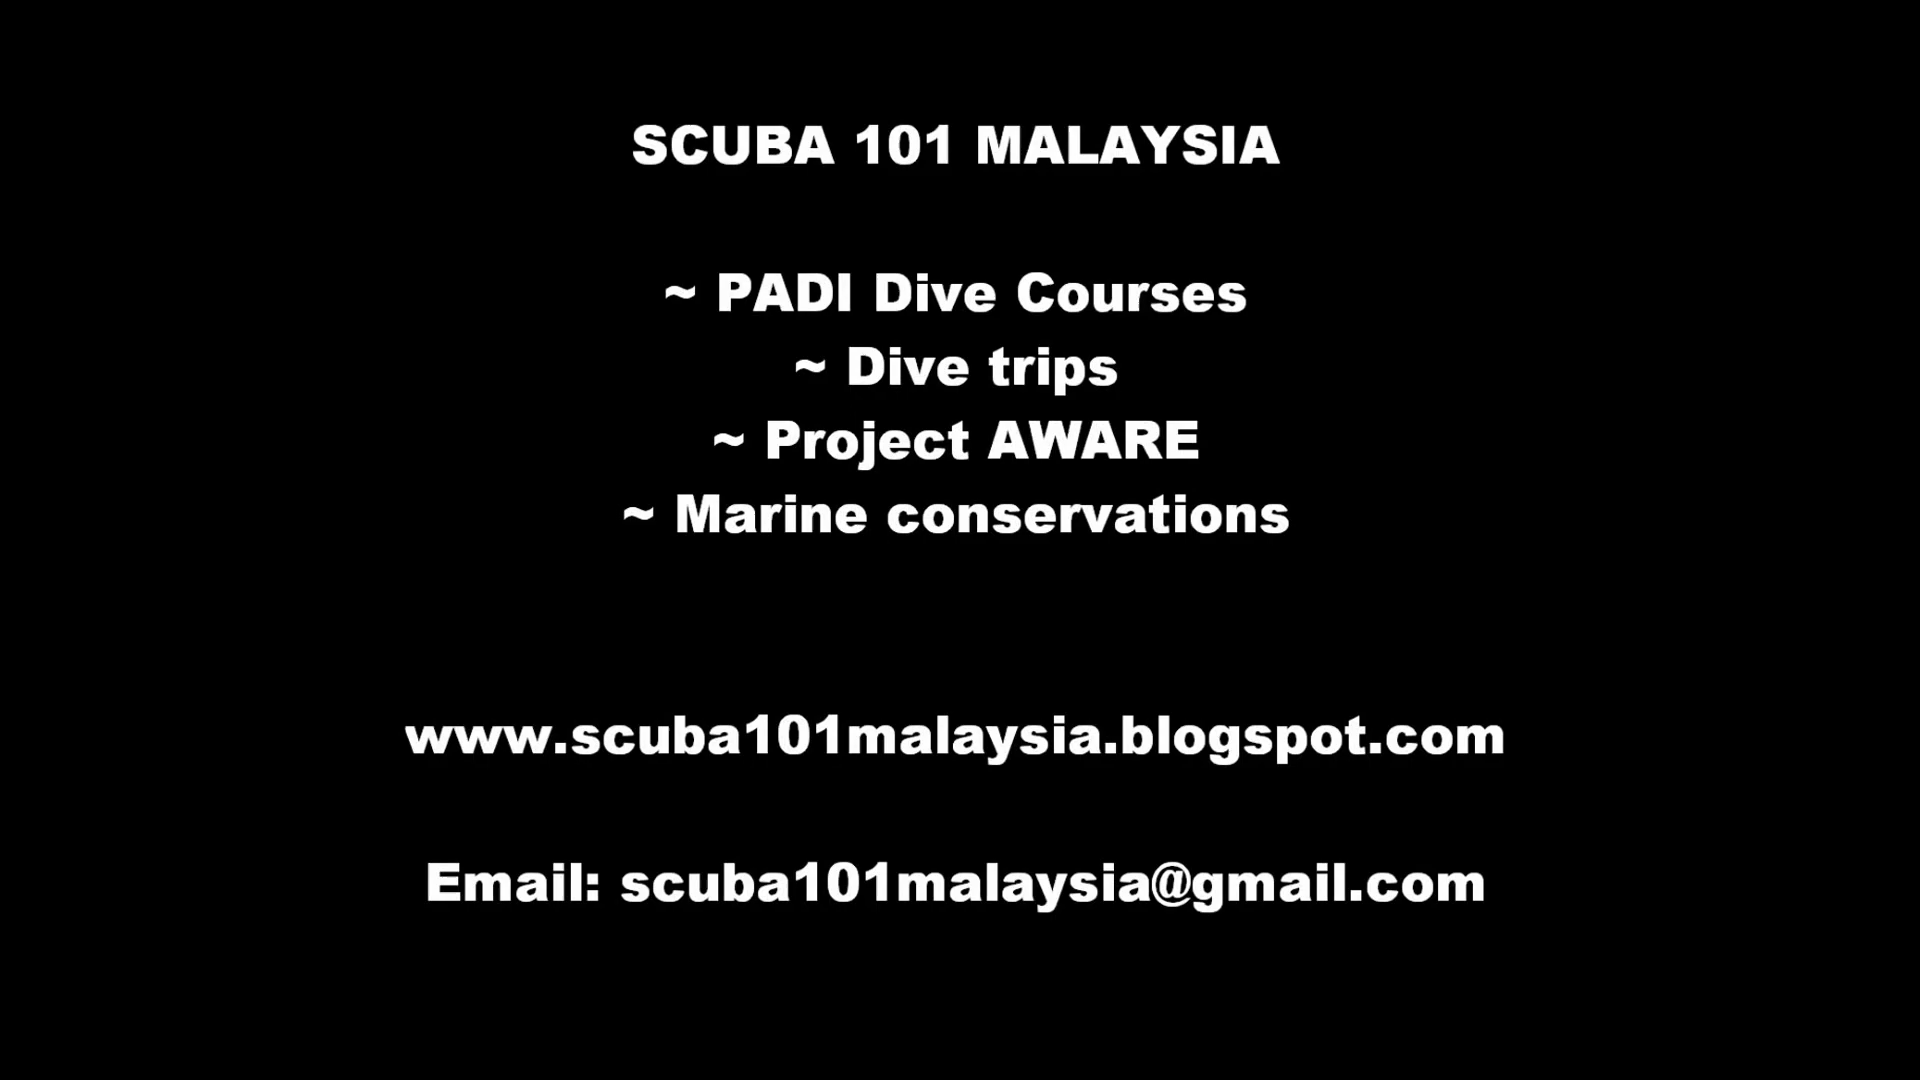 SCUBA 101 MALAYSIA
~ PADI Dive Courses
~ Dive trips
~ Project AWARE
~ Marine conservations
www.scuba101malaysia.blogspot.com
Email: scuba101malaysia@gmail.com